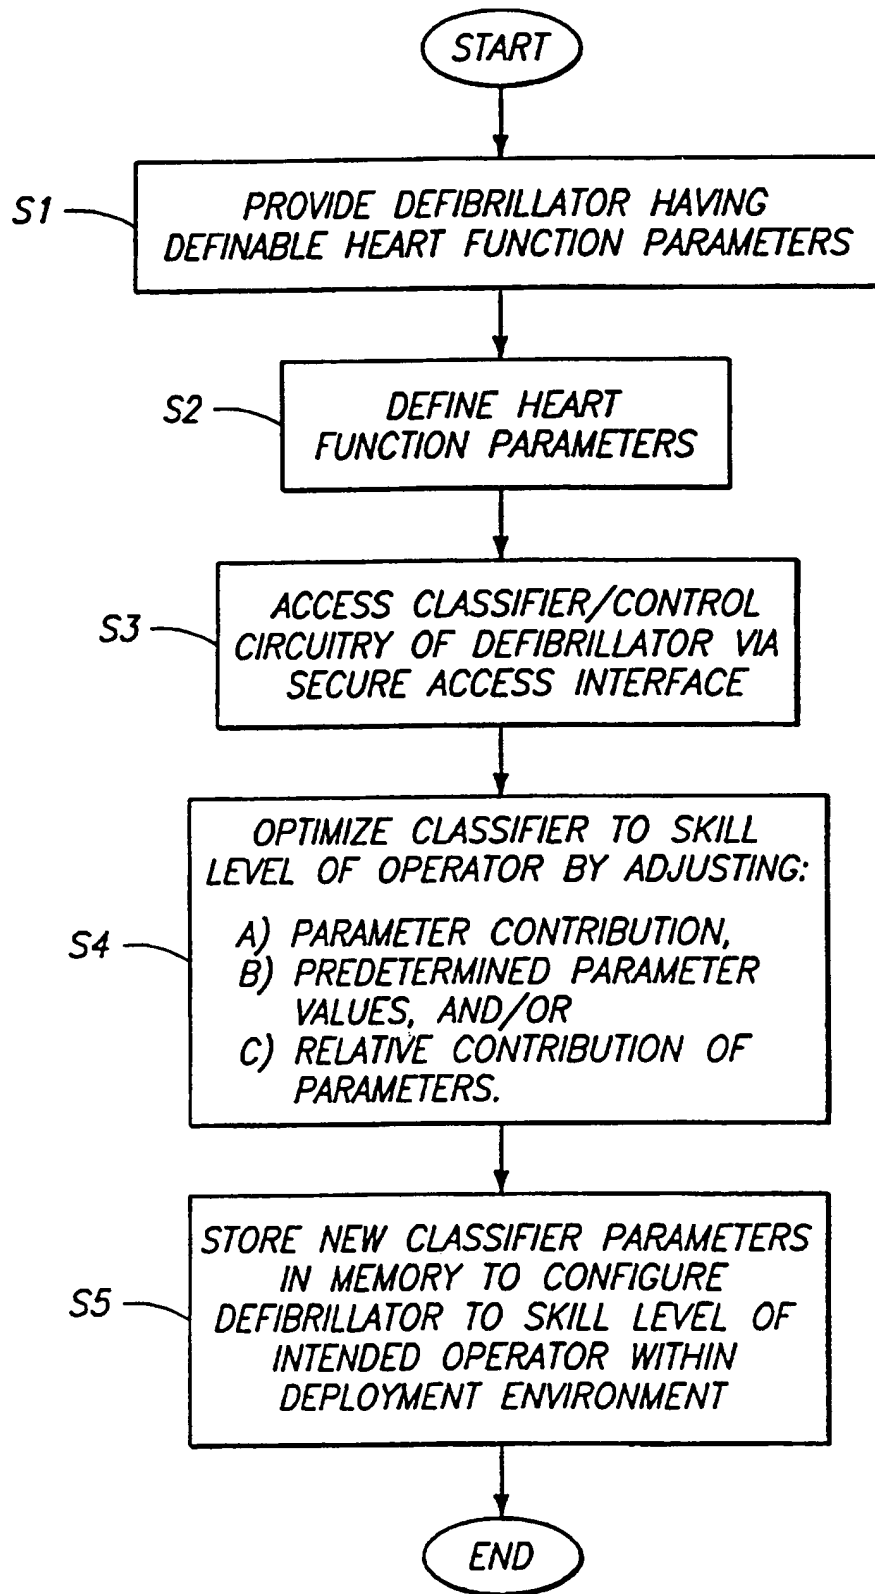 START
S1
PROVIDE DEFIBRILLATOR HAVING
DEFINABLE HEART FUNCTION PARAMETERS
S2
DEFINE HEART
FUNCTION PARAMETERS
S3
ACCESS CLASSIFIER/CONTROL
CIRCUITRY OF DEFIBRILLATOR VIA
SECURE ACCESS INTERFACE
S4
OPTIMIZE CLASSIFIER TO SKILL
LEVEL OF OPERATOR BY ADJUSTING:
A) PARAMETER CONTRIBUTION,
B) PREDETERMINED PARAMETER
VALUES, AND/OR
C) RELATIVE CONTRIBUTION OF
PARAMETERS.
S5
STORE NEW CLASSIFIER PARAMETERS
IN MEMORY TO CONFIGURE
DEFIBRILLATOR TO SKILL LEVEL OF
INTENDED OPERATOR WITHIN
DEPLOYMENT ENVIRONMENT
END